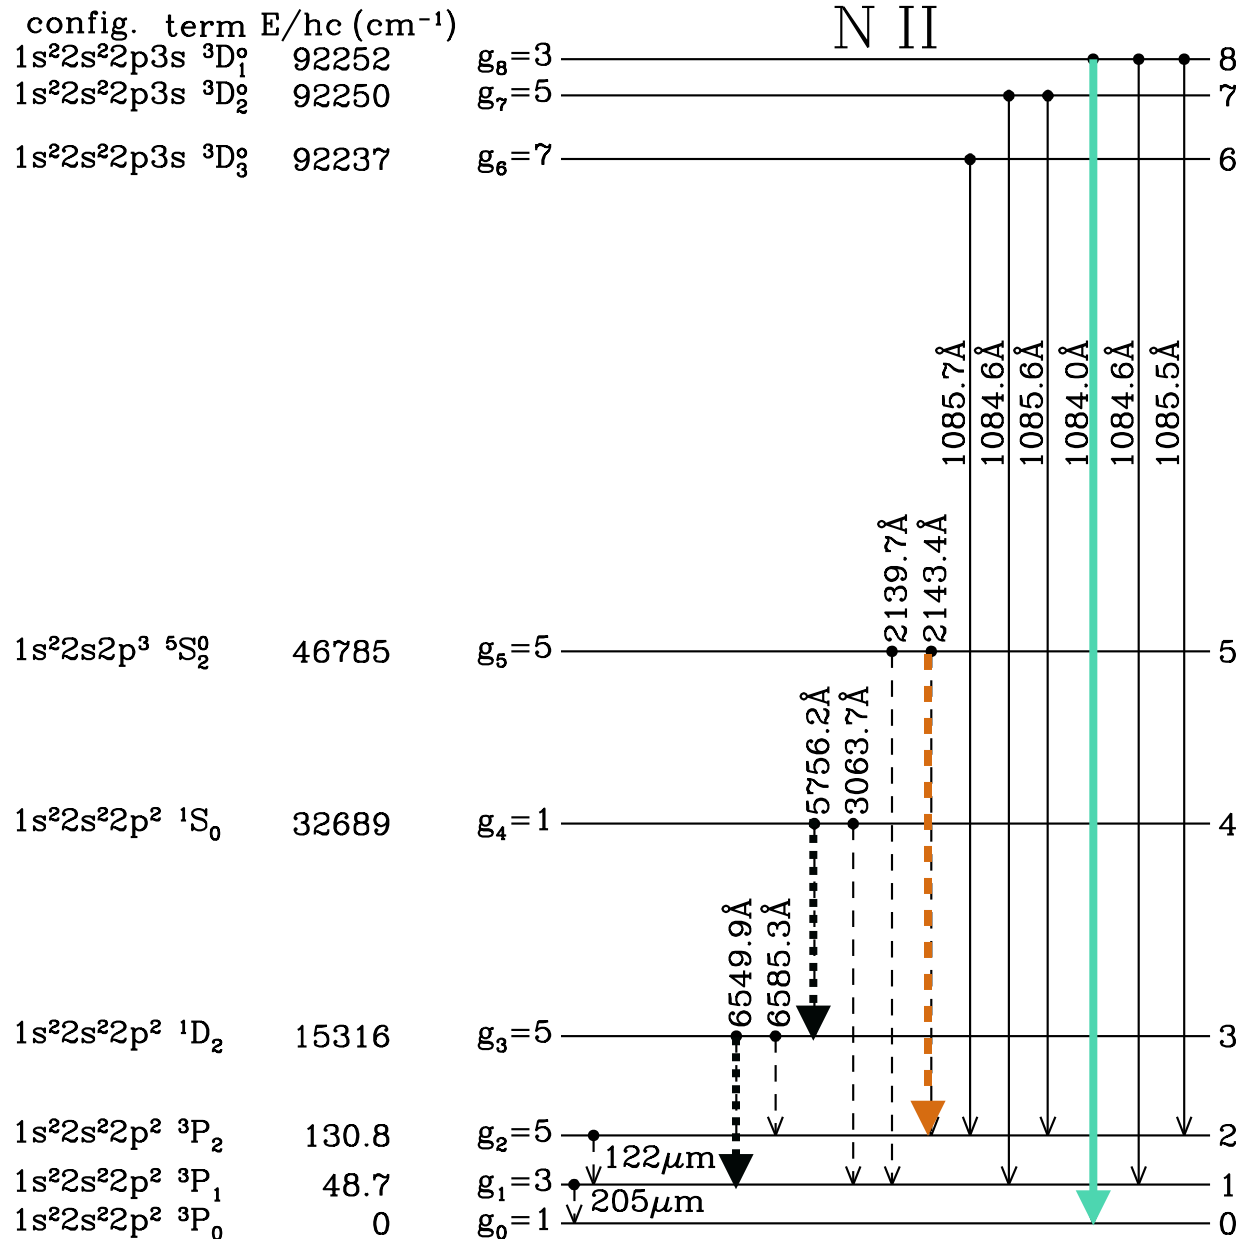 N II
config. term E/hc (cm⁻¹)
1s²2s²2p3s ³D°₁ 92252 g₈=3 8
1s²2s²2p3s ³D°₂ 92250 g₇=5 7
1s²2s²2p3s ³D°₃ 92237 g₆=7 6
1085.7Å 1084.6Å 1085.6Å 1084.0Å 1084.6Å 1085.5Å
2139.7Å 2143.4Å
1s²2s2p³ ⁵S⁰₂ 46785 g₅=5 5
5756.2Å 3063.7Å
1s²2s²2p² ¹S₀ 32689 g₄=1 4
6549.9Å 6585.3Å
1s²2s²2p² ¹D₂ 15316 g₃=5 3
1s²2s²2p² ³P₂ 130.8 g₂=5 2
122μm
1s²2s²2p² ³P₁ 48.7 g₁=3 1
205μm
1s²2s²2p² ³P₀ 0 g₀=1 0